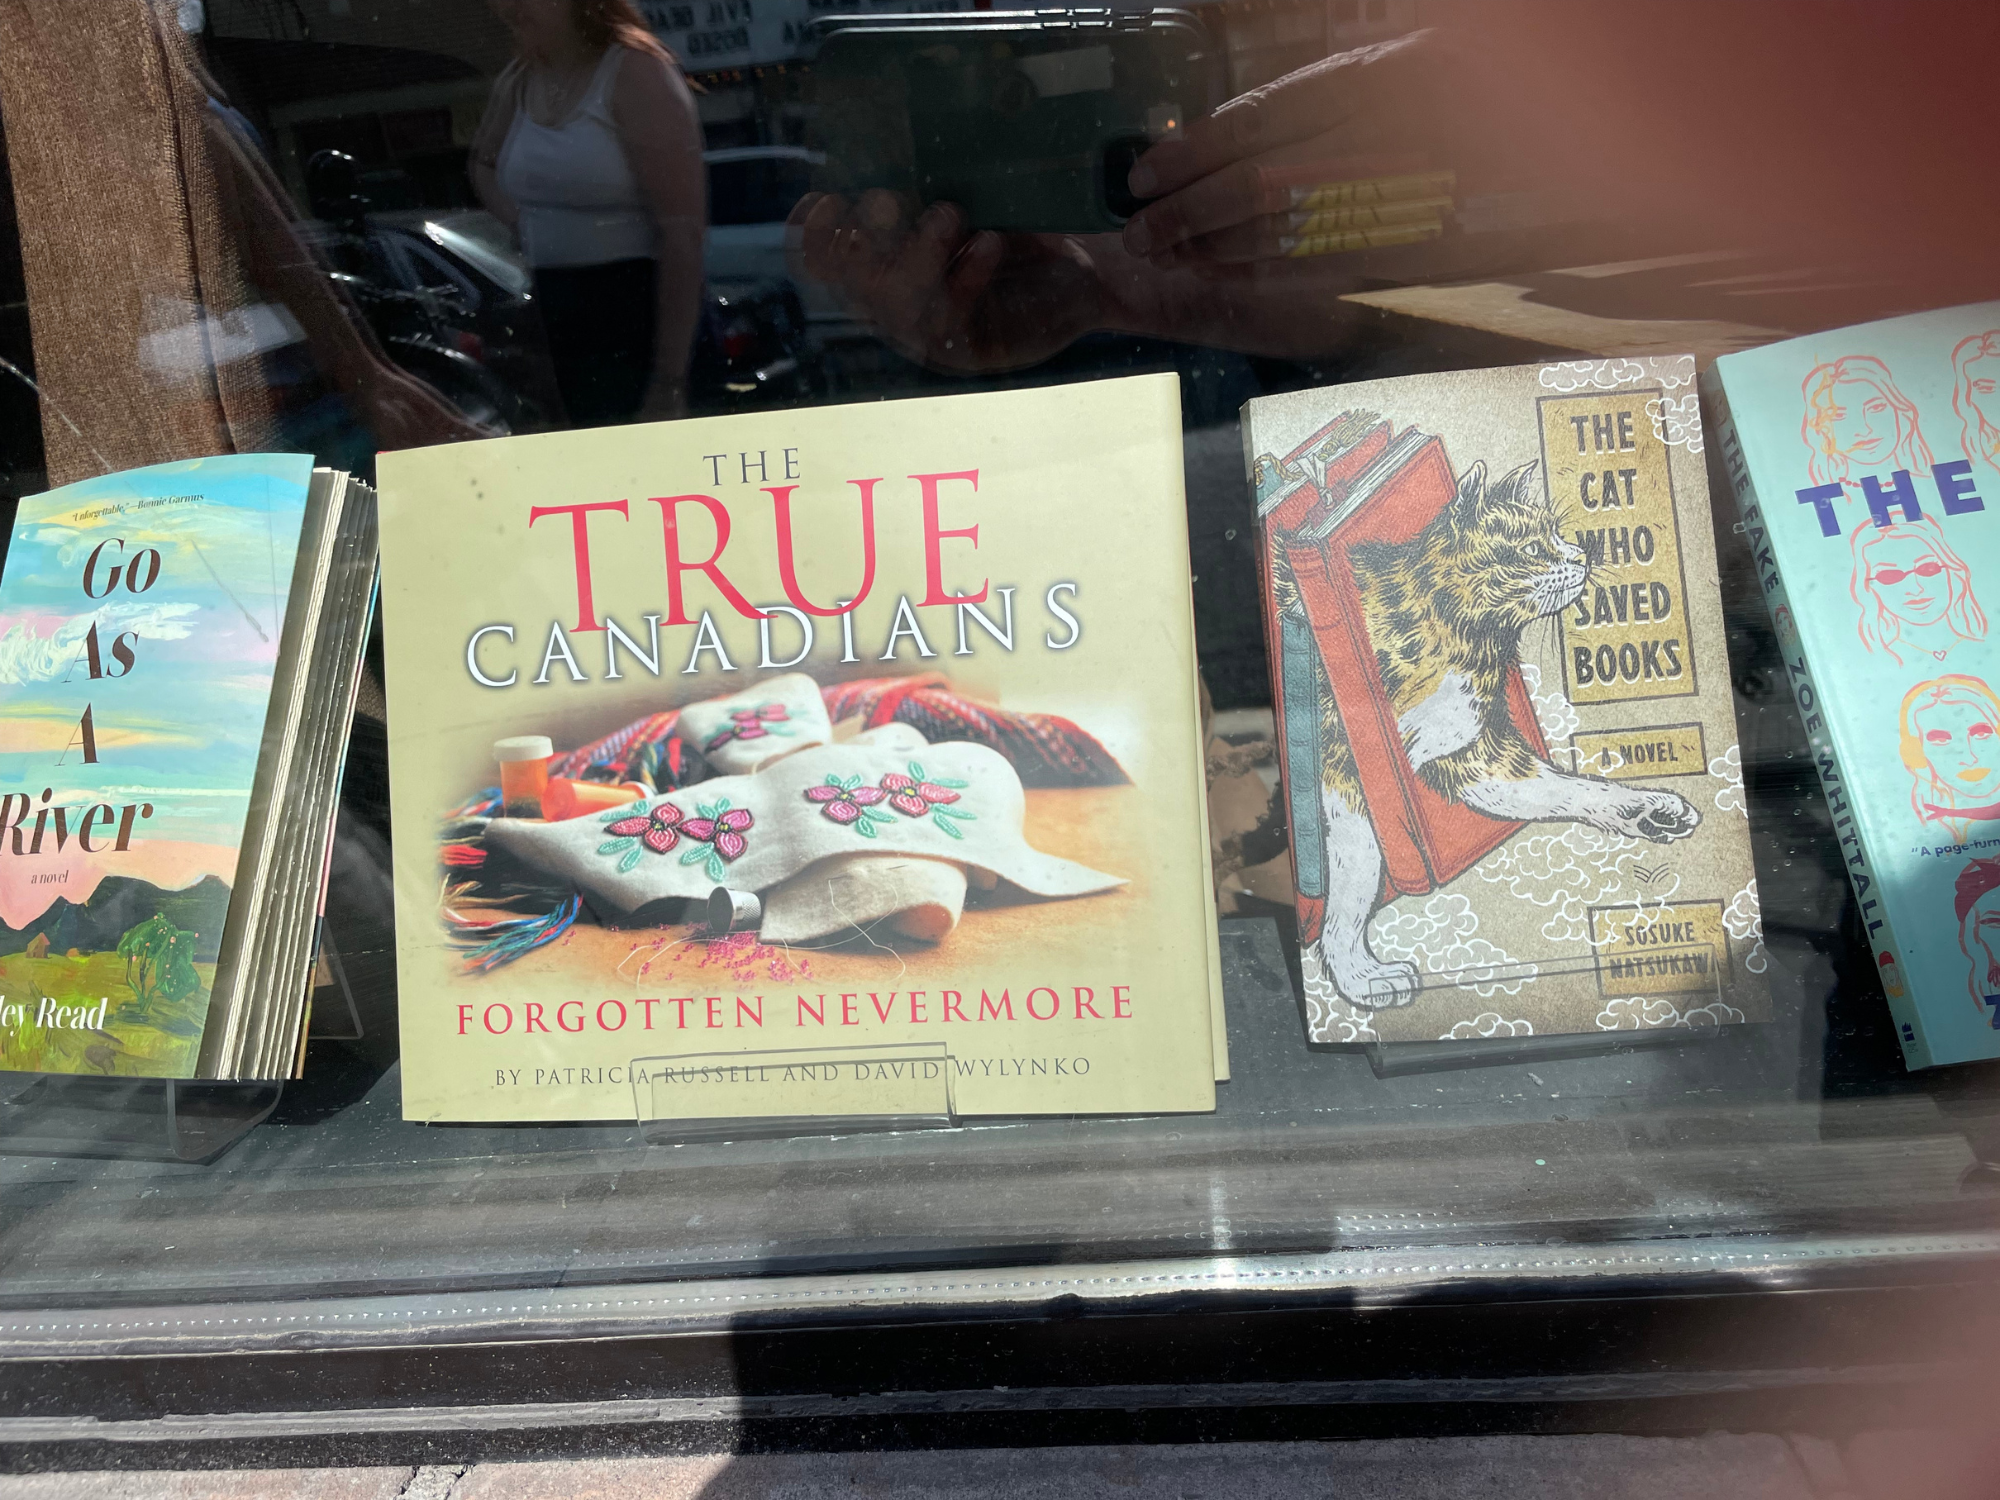 "Unforgettable." —Bonnie Garmus
Go
As
A
River
a novel
ley Read
THE
TRUE
CANADIANS
FORGOTTEN NEVERMORE
BY PATRICIA RUSSELL AND DAVID WYLYNKO
THE
CAT
WHO
SAVED
BOOKS
A NOVEL
SOSUKE
NATSUKAWA
THE FAKE
ZOE WHITTALL
THE
"A page-turn